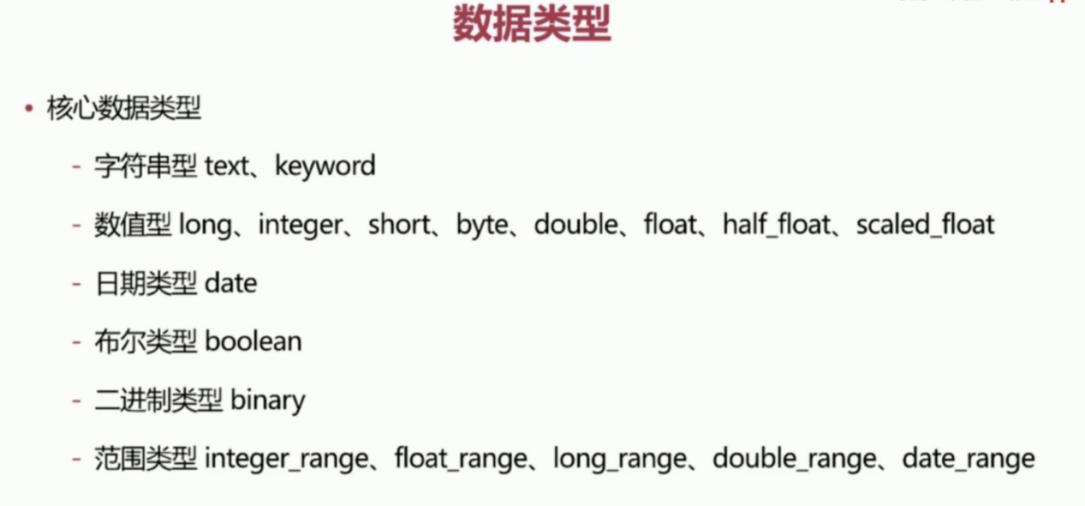 数据类型
• 核心数据类型
- 字符串型 text、keyword
- 数值型 long、integer、short、byte、double、float、half_float、scaled_float
- 日期类型 date
- 布尔类型 boolean
- 二进制类型 binary
- 范围类型 integer_range、float_range、long_range、double_range、date_range